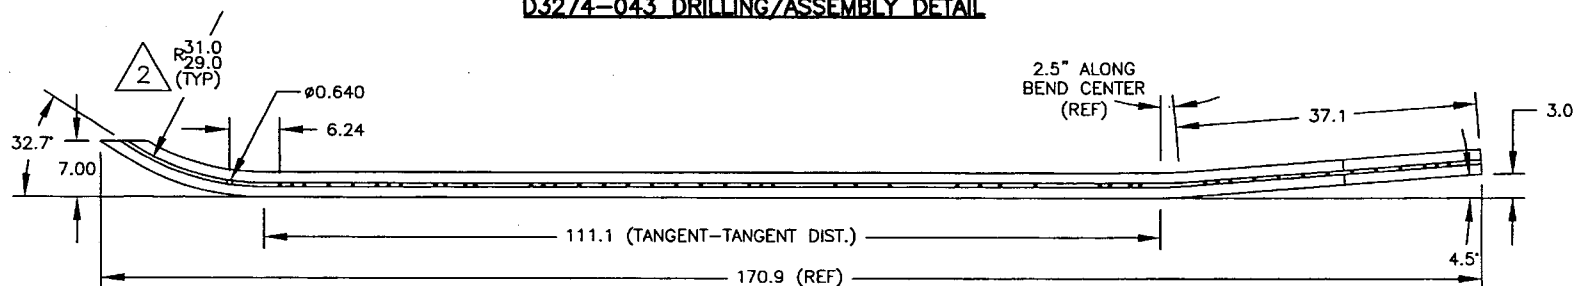 D3274-043 DRILLING/ASSEMBLY DETAIL
2
R31.0
29.0
(TYP)
Ø0.640
6.24
32.7°
7.00
2.5" ALONG
BEND CENTER
(REF)
37.1
3.0
111.1 (TANGENT-TANGENT DIST.)
4.5°
170.9 (REF)